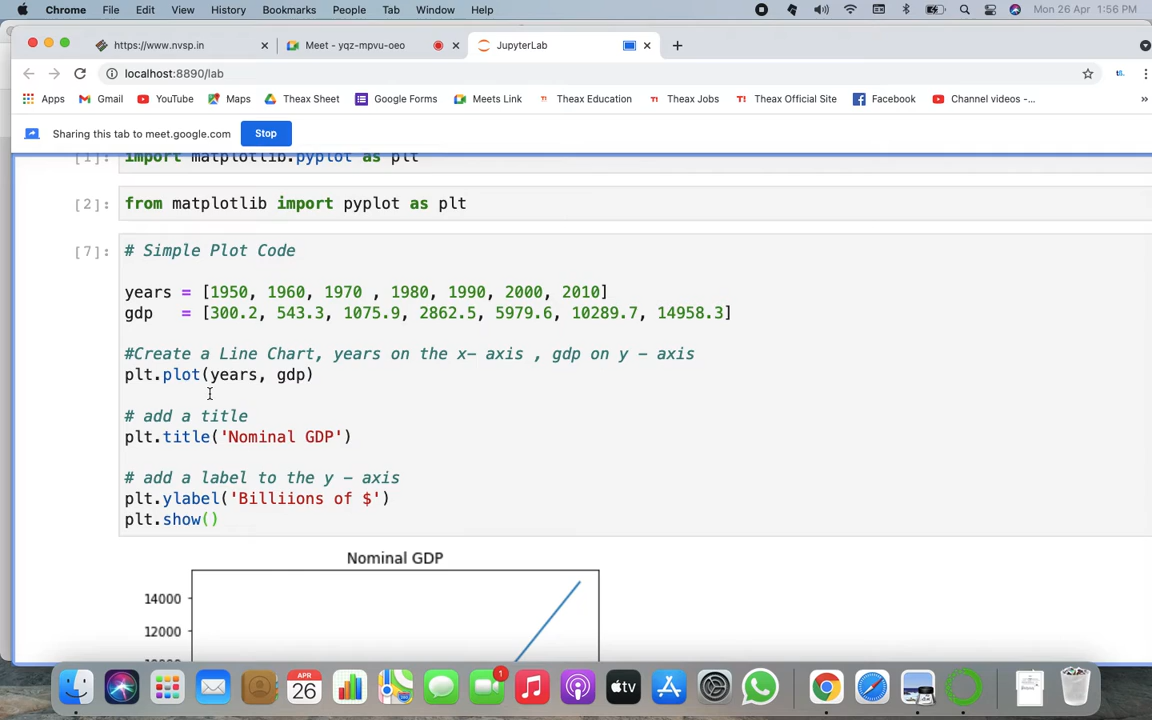 Chrome File Edit View History Bookmarks People Tab Window Help Mon 26 Apr 1:56 PM
https://www.nvsp.in Meet - yqz-mpvu-oeo JupyterLab
localhost:8890/lab
Apps Gmail YouTube Maps Theax Sheet Google Forms Meets Link Theax Education Theax Jobs Theax Official Site Facebook Channel videos -... »
Sharing this tab to meet.google.com Stop
[1]: import matplotlib.pyplot as plt
[2]: from matplotlib import pyplot as plt
[7]: # Simple Plot Code
years = [1950, 1960, 1970 , 1980, 1990, 2000, 2010]
gdp = [300.2, 543.3, 1075.9, 2862.5, 5979.6, 10289.7, 14958.3]
#Create a Line Chart, years on the x- axis , gdp on y - axis
plt.plot(years, gdp)
# add a title
plt.title('Nominal GDP')
# add a label to the y - axis
plt.ylabel('Billiions of $')
plt.show()
Nominal GDP
14000
12000
APR
26
1
tv